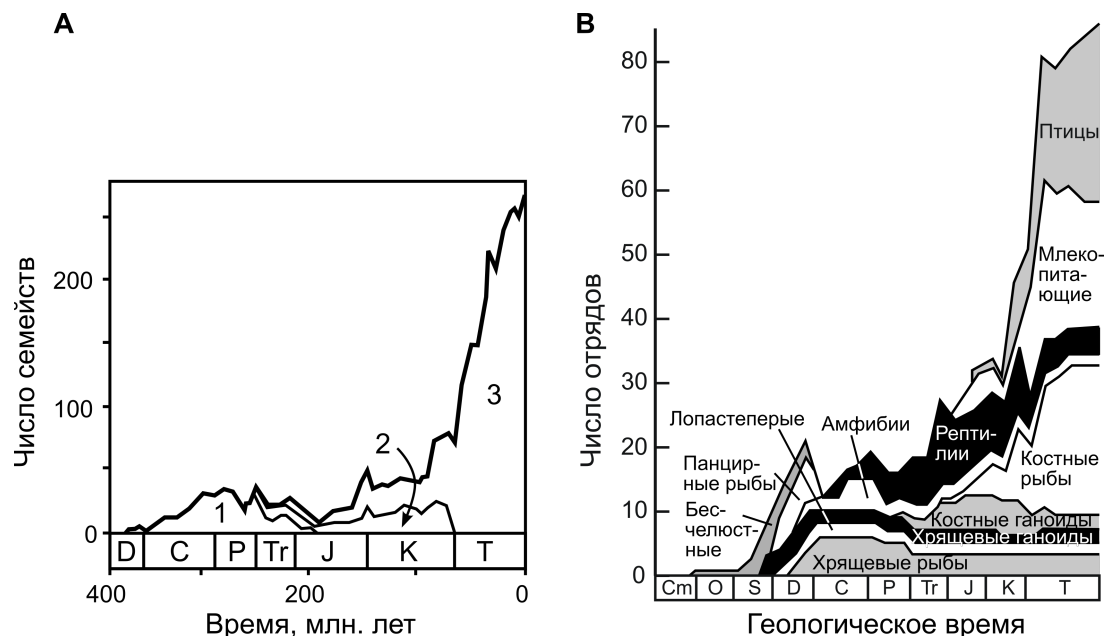 А
Число семейств
200
100
0
1
2
3
D C P Tr J K T
400 200 0
Время, млн. лет
Б
Число отрядов
80
70
60
50
40
30
20
10
0
Птицы
Млеко-
пита-
ющие
Лопастеперые
Амфибии
Репти-
лии
Панцир-
ные рыбы
Костные
рыбы
Бес-
челюст-
ные
Костные ганоиды
Хрящевые ганоиды
Хрящевые рыбы
Cm O S D C P Tr J K T
Геологическое время